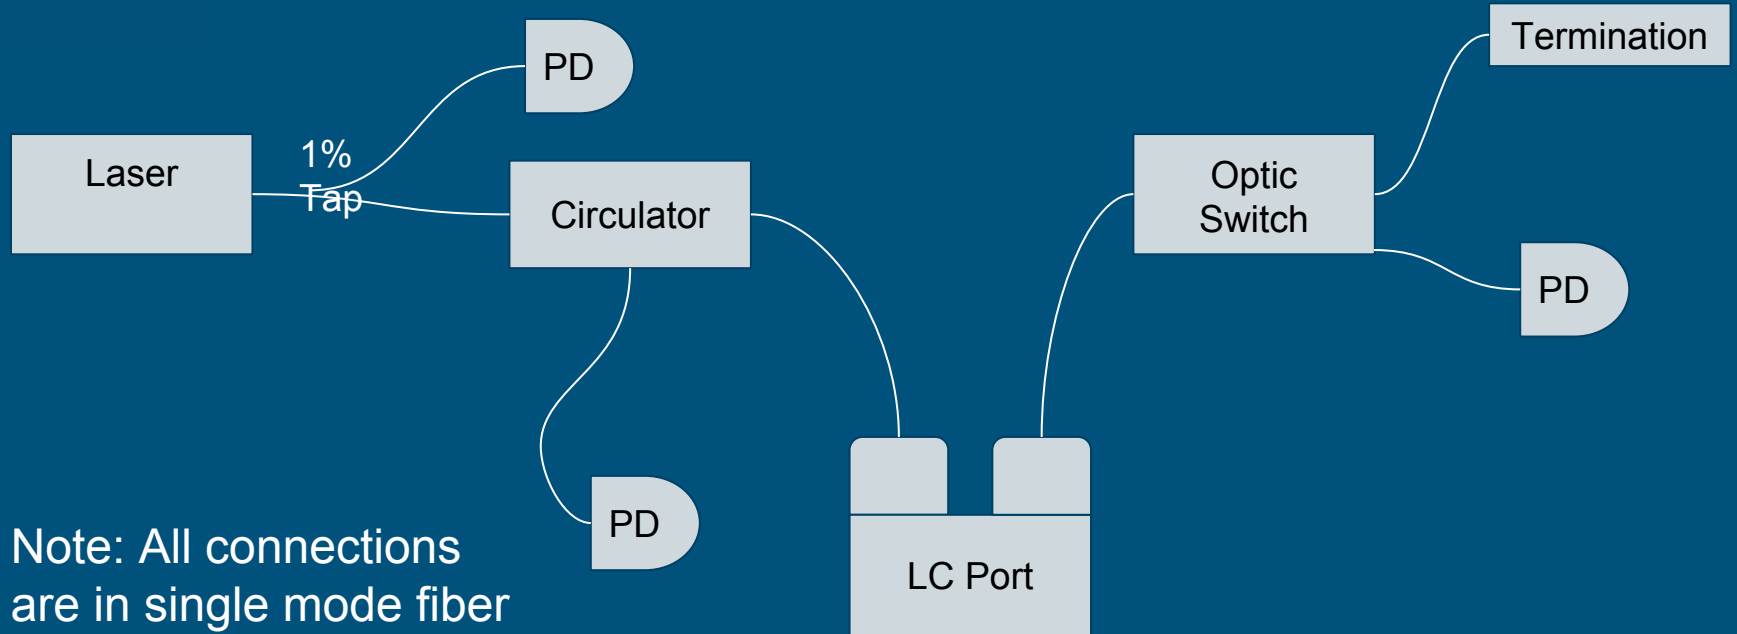 Termination
PD
1%
Tap
Laser
Circulator
Optic
Switch
PD
PD
LC Port
Note: All connections
are in single mode fiber